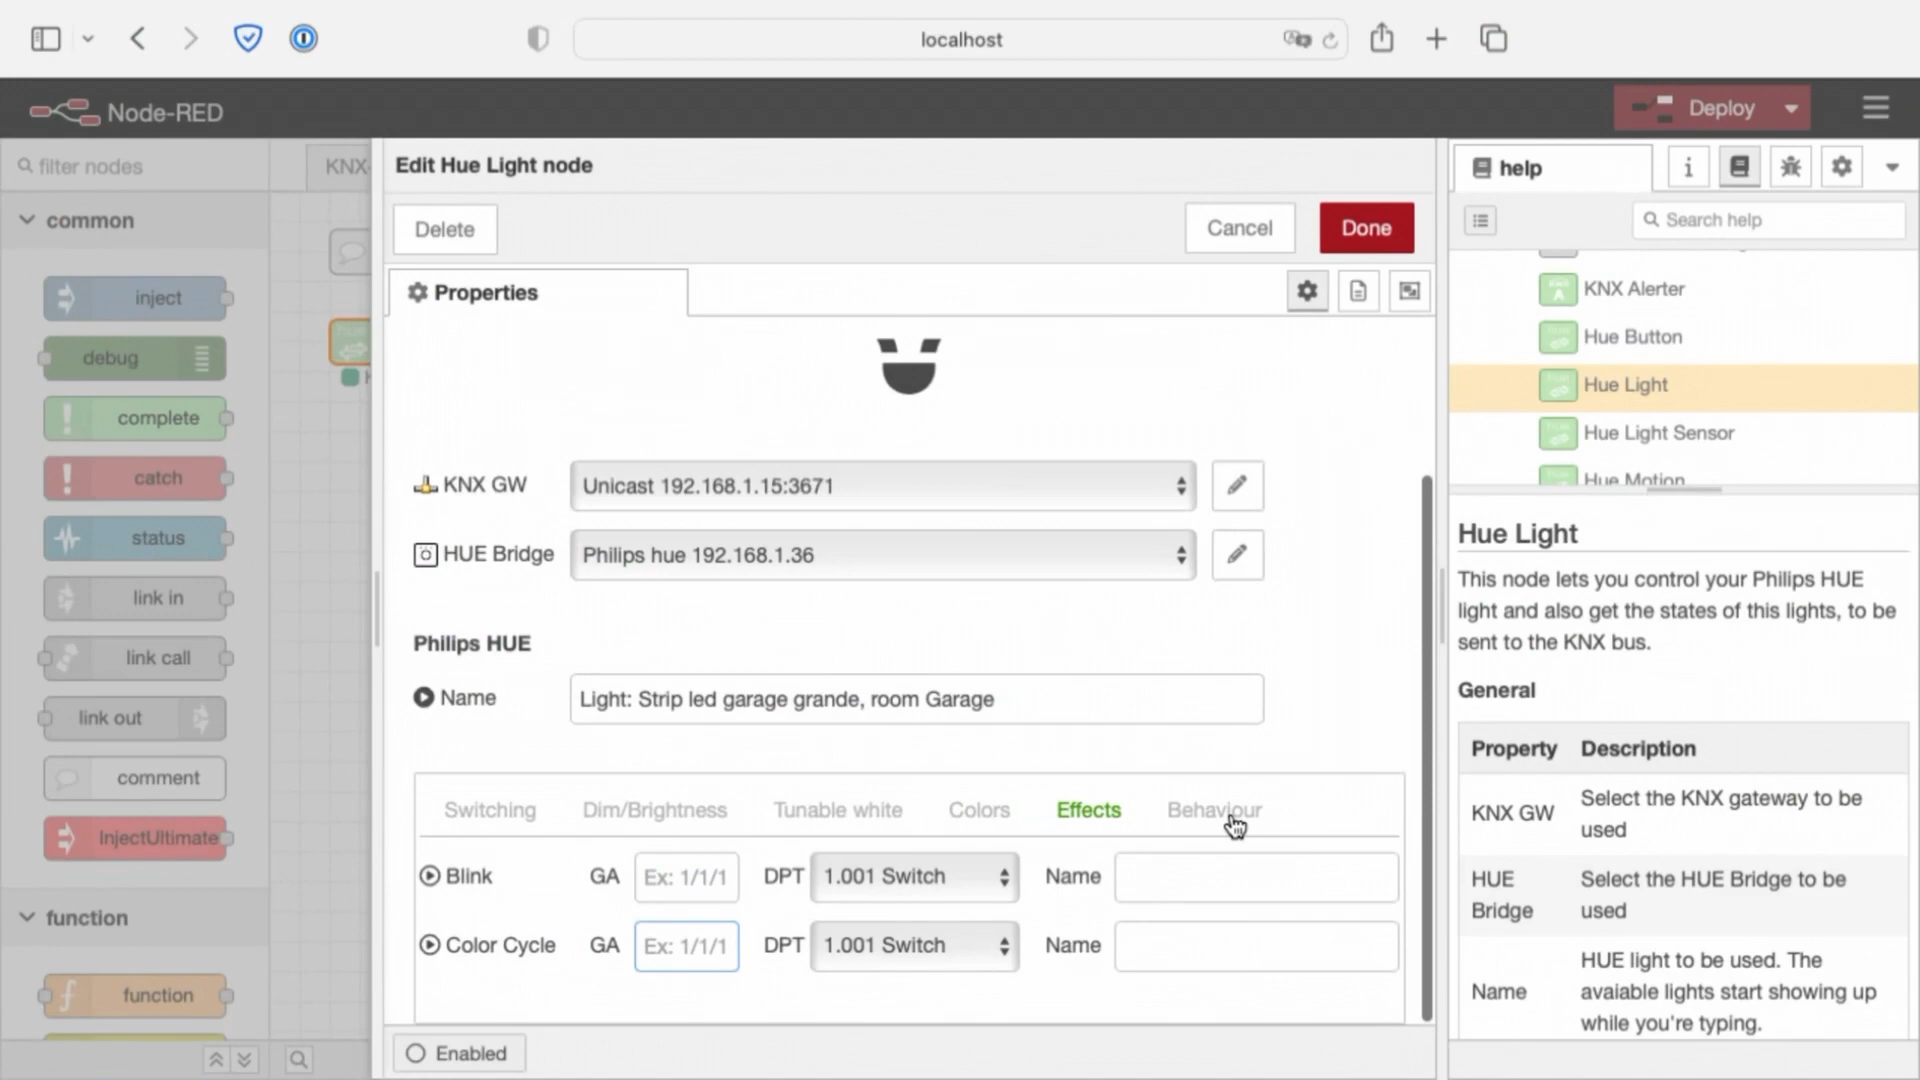 localhost
Node-RED
Deploy
filter nodes
KNX-
common
inject
debug
complete
catch
status
link in
link call
link out
comment
InjectUltimate
function
function
Edit Hue Light node
Delete
Cancel
Done
Properties
KNX GW
Unicast 192.168.1.15:3671
HUE Bridge
Philips hue 192.168.1.36
Philips HUE
Name
Light: Strip led garage grande, room Garage
Switching Dim/Brightness Tunable white Colors Effects Behaviour
Blink GA Ex: 1/1/1 DPT 1.001 Switch Name
Color Cycle GA Ex: 1/1/1 DPT 1.001 Switch Name
Enabled
help
Search help
KNX Alerter
Hue Button
Hue Light
Hue Light Sensor
Hue Motion
Hue Light
This node lets you control your Philips HUE
light and also get the states of this lights, to be
sent to the KNX bus.
General
Property Description
KNX GW
Select the KNX gateway to be
used
HUE
Bridge
Select the HUE Bridge to be
used
Name
HUE light to be used. The
avaiable lights start showing up
while you're typing.